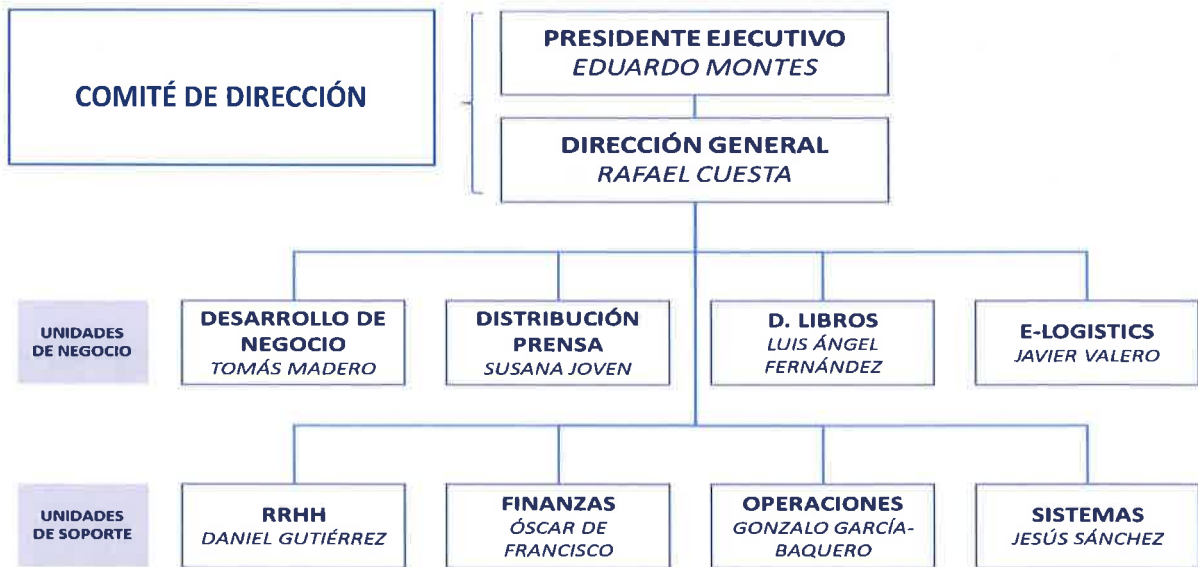 COMITÉ DE DIRECCIÓN
PRESIDENTE EJECUTIVO
EDUARDO MONTES
DIRECCIÓN GENERAL
RAFAEL CUESTA
UNIDADES
DE NEGOCIO
DESARROLLO DE
NEGOCIO
TOMÁS MADERO
DISTRIBUCIÓN
PRENSA
SUSANA JOVEN
D. LIBROS
LUIS ÁNGEL
FERNÁNDEZ
E-LOGISTICS
JAVIER VALERO
UNIDADES
DE SOPORTE
RRHH
DANIEL GUTIÉRREZ
FINANZAS
ÓSCAR DE
FRANCISCO
OPERACIONES
GONZALO GARCÍA-
BAQUERO
SISTEMAS
JESÚS SÁNCHEZ